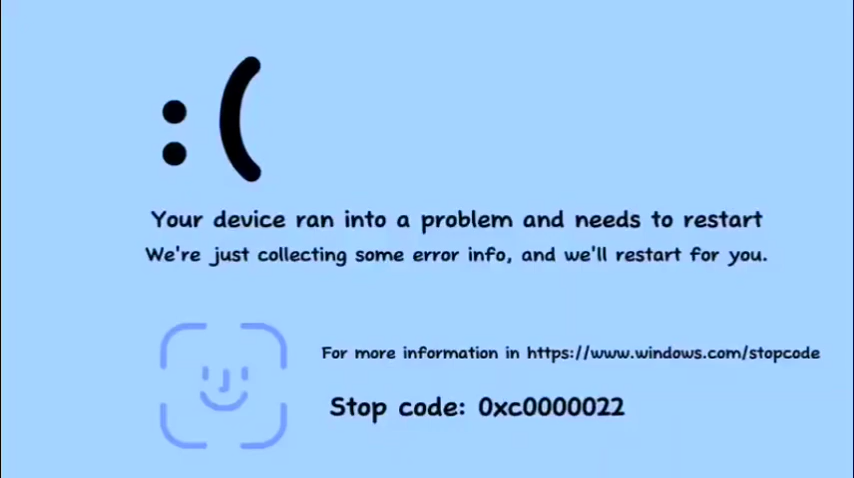 :(
Your device ran into a problem and needs to restart
We're just collecting some error info, and we'll restart for you.
For more information in https://www.windows.com/stopcode
Stop code: 0xc0000022